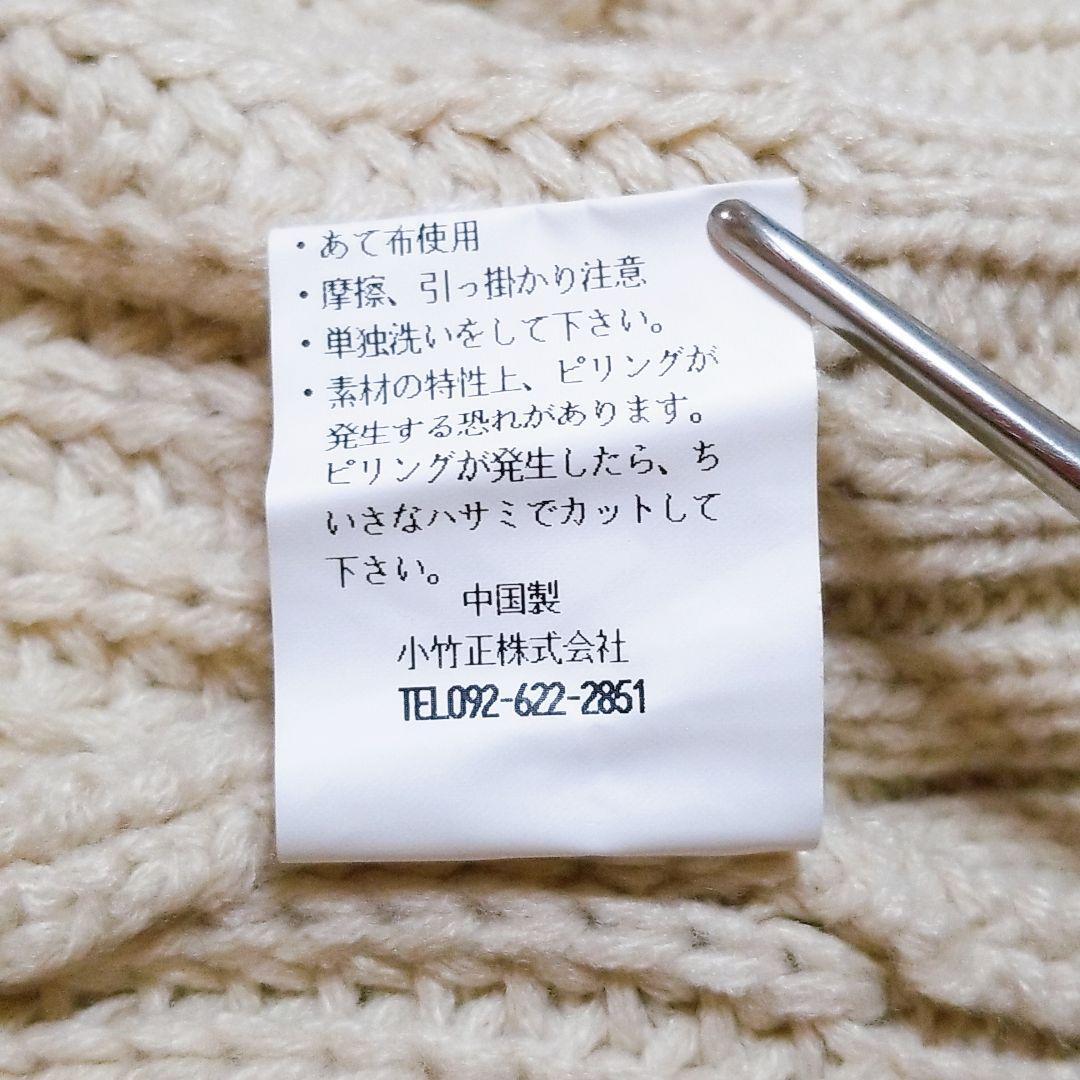 ・あて布使用
・摩擦、引っ掛かり注意
・単独洗いをして下さい。
・素材の特性上、ピリングが
発生する恐れがあります。
ピリングが発生したら、ち
いさなハサミでカットして
下さい。
中国製
小竹正株式会社
TEL092-622-2851